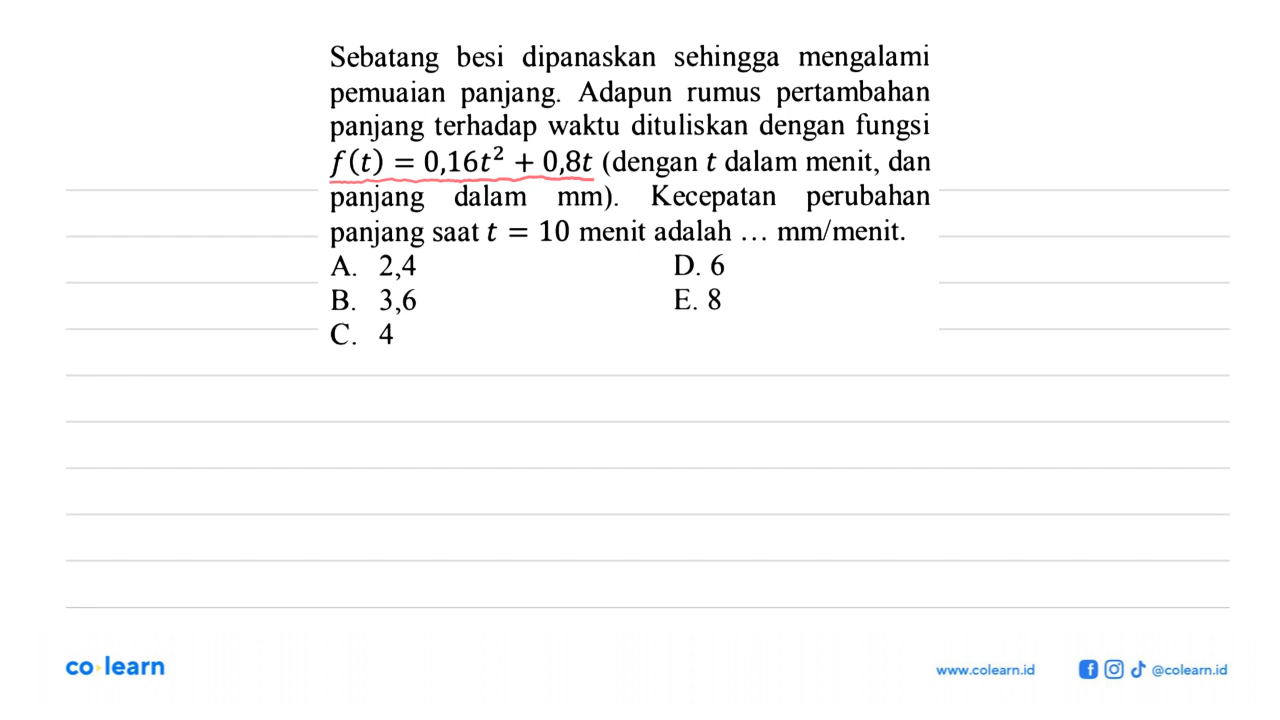 Sebatang besi dipanaskan sehingga mengalami
pemuaian panjang. Adapun rumus pertambahan
panjang terhadap waktu dituliskan dengan fungsi
f(t) = 0,16t² + 0,8t (dengan t dalam menit, dan
panjang dalam mm). Kecepatan perubahan
panjang saat t = 10 menit adalah … mm/menit.
A. 2,4 D. 6
B. 3,6 E. 8
C. 4
co learn www.colearn.id @colearn.id